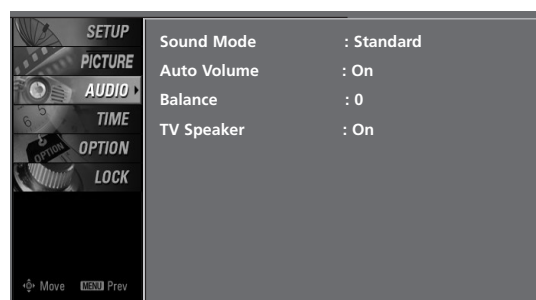 SETUP
PICTURE
AUDIO
TIME
OPTION
LOCK
Move MENU Prev
Sound Mode : Standard
Auto Volume : On
Balance : 0
TV Speaker : On